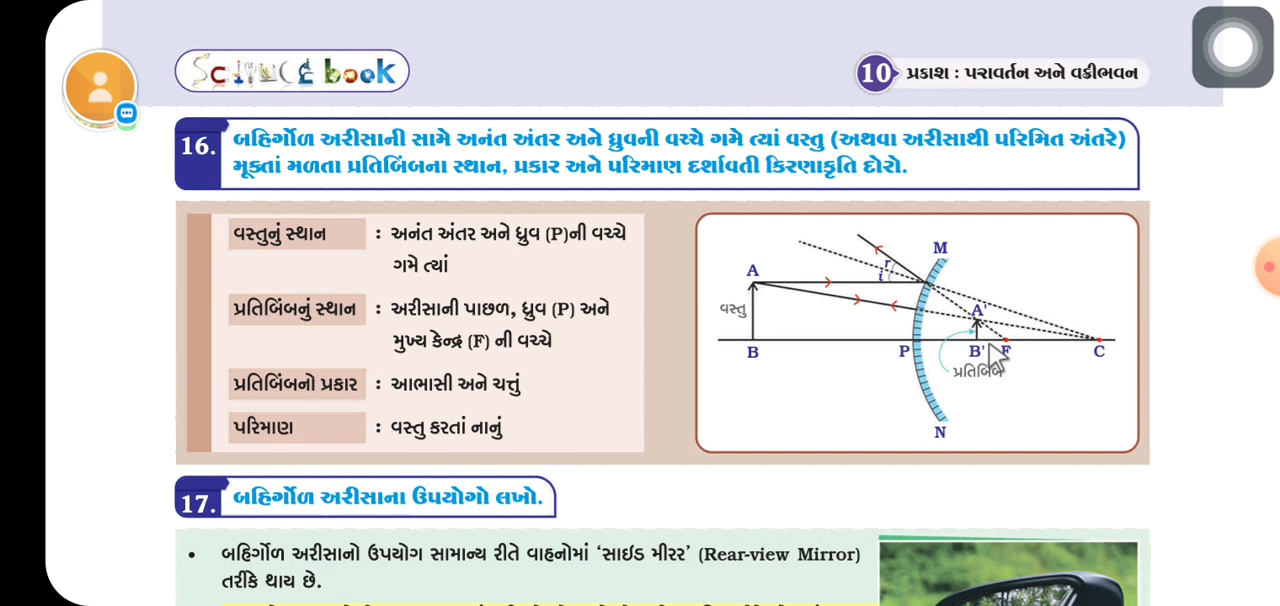 Science book
10 પ્રકાશ : પરાવર્તન અને વક્રીભવન
16. બહિર્ગોળ અરીસાની સામે અનંત અંતર અને ધ્રુવની વચ્ચે ગમે ત્યાં વસ્તુ (અથવા અરીસાથી પરિમિત અંતરે)
મૂકતાં મળતા પ્રતિબિંબના સ્થાન, પ્રકાર અને પરિમાણ દર્શાવતી કિરણાકૃતિ દોરો.
વસ્તુનું સ્થાન : અનંત અંતર અને ધ્રુવ (P)ની વચ્ચે
ગમે ત્યાં
પ્રતિબિંબનું સ્થાન : અરીસાની પાછળ, ધ્રુવ (P) અને
મુખ્ય કેન્દ્ર (F) ની વચ્ચે
પ્રતિબિંબનો પ્રકાર : આભાસી અને ચત્તું
પરિમાણ : વસ્તુ કરતાં નાનું
M
r
i
A
A'
વસ્તુ
B P B' F C
પ્રતિબિંબ
N
17. બહિર્ગોળ અરીસાના ઉપયોગો લખો.
• બહિર્ગોળ અરીસાનો ઉપયોગ સામાન્ય રીતે વાહનોમાં ‘સાઇડ મીરર’ (Rear-view Mirror)
તરીકે થાય છે.